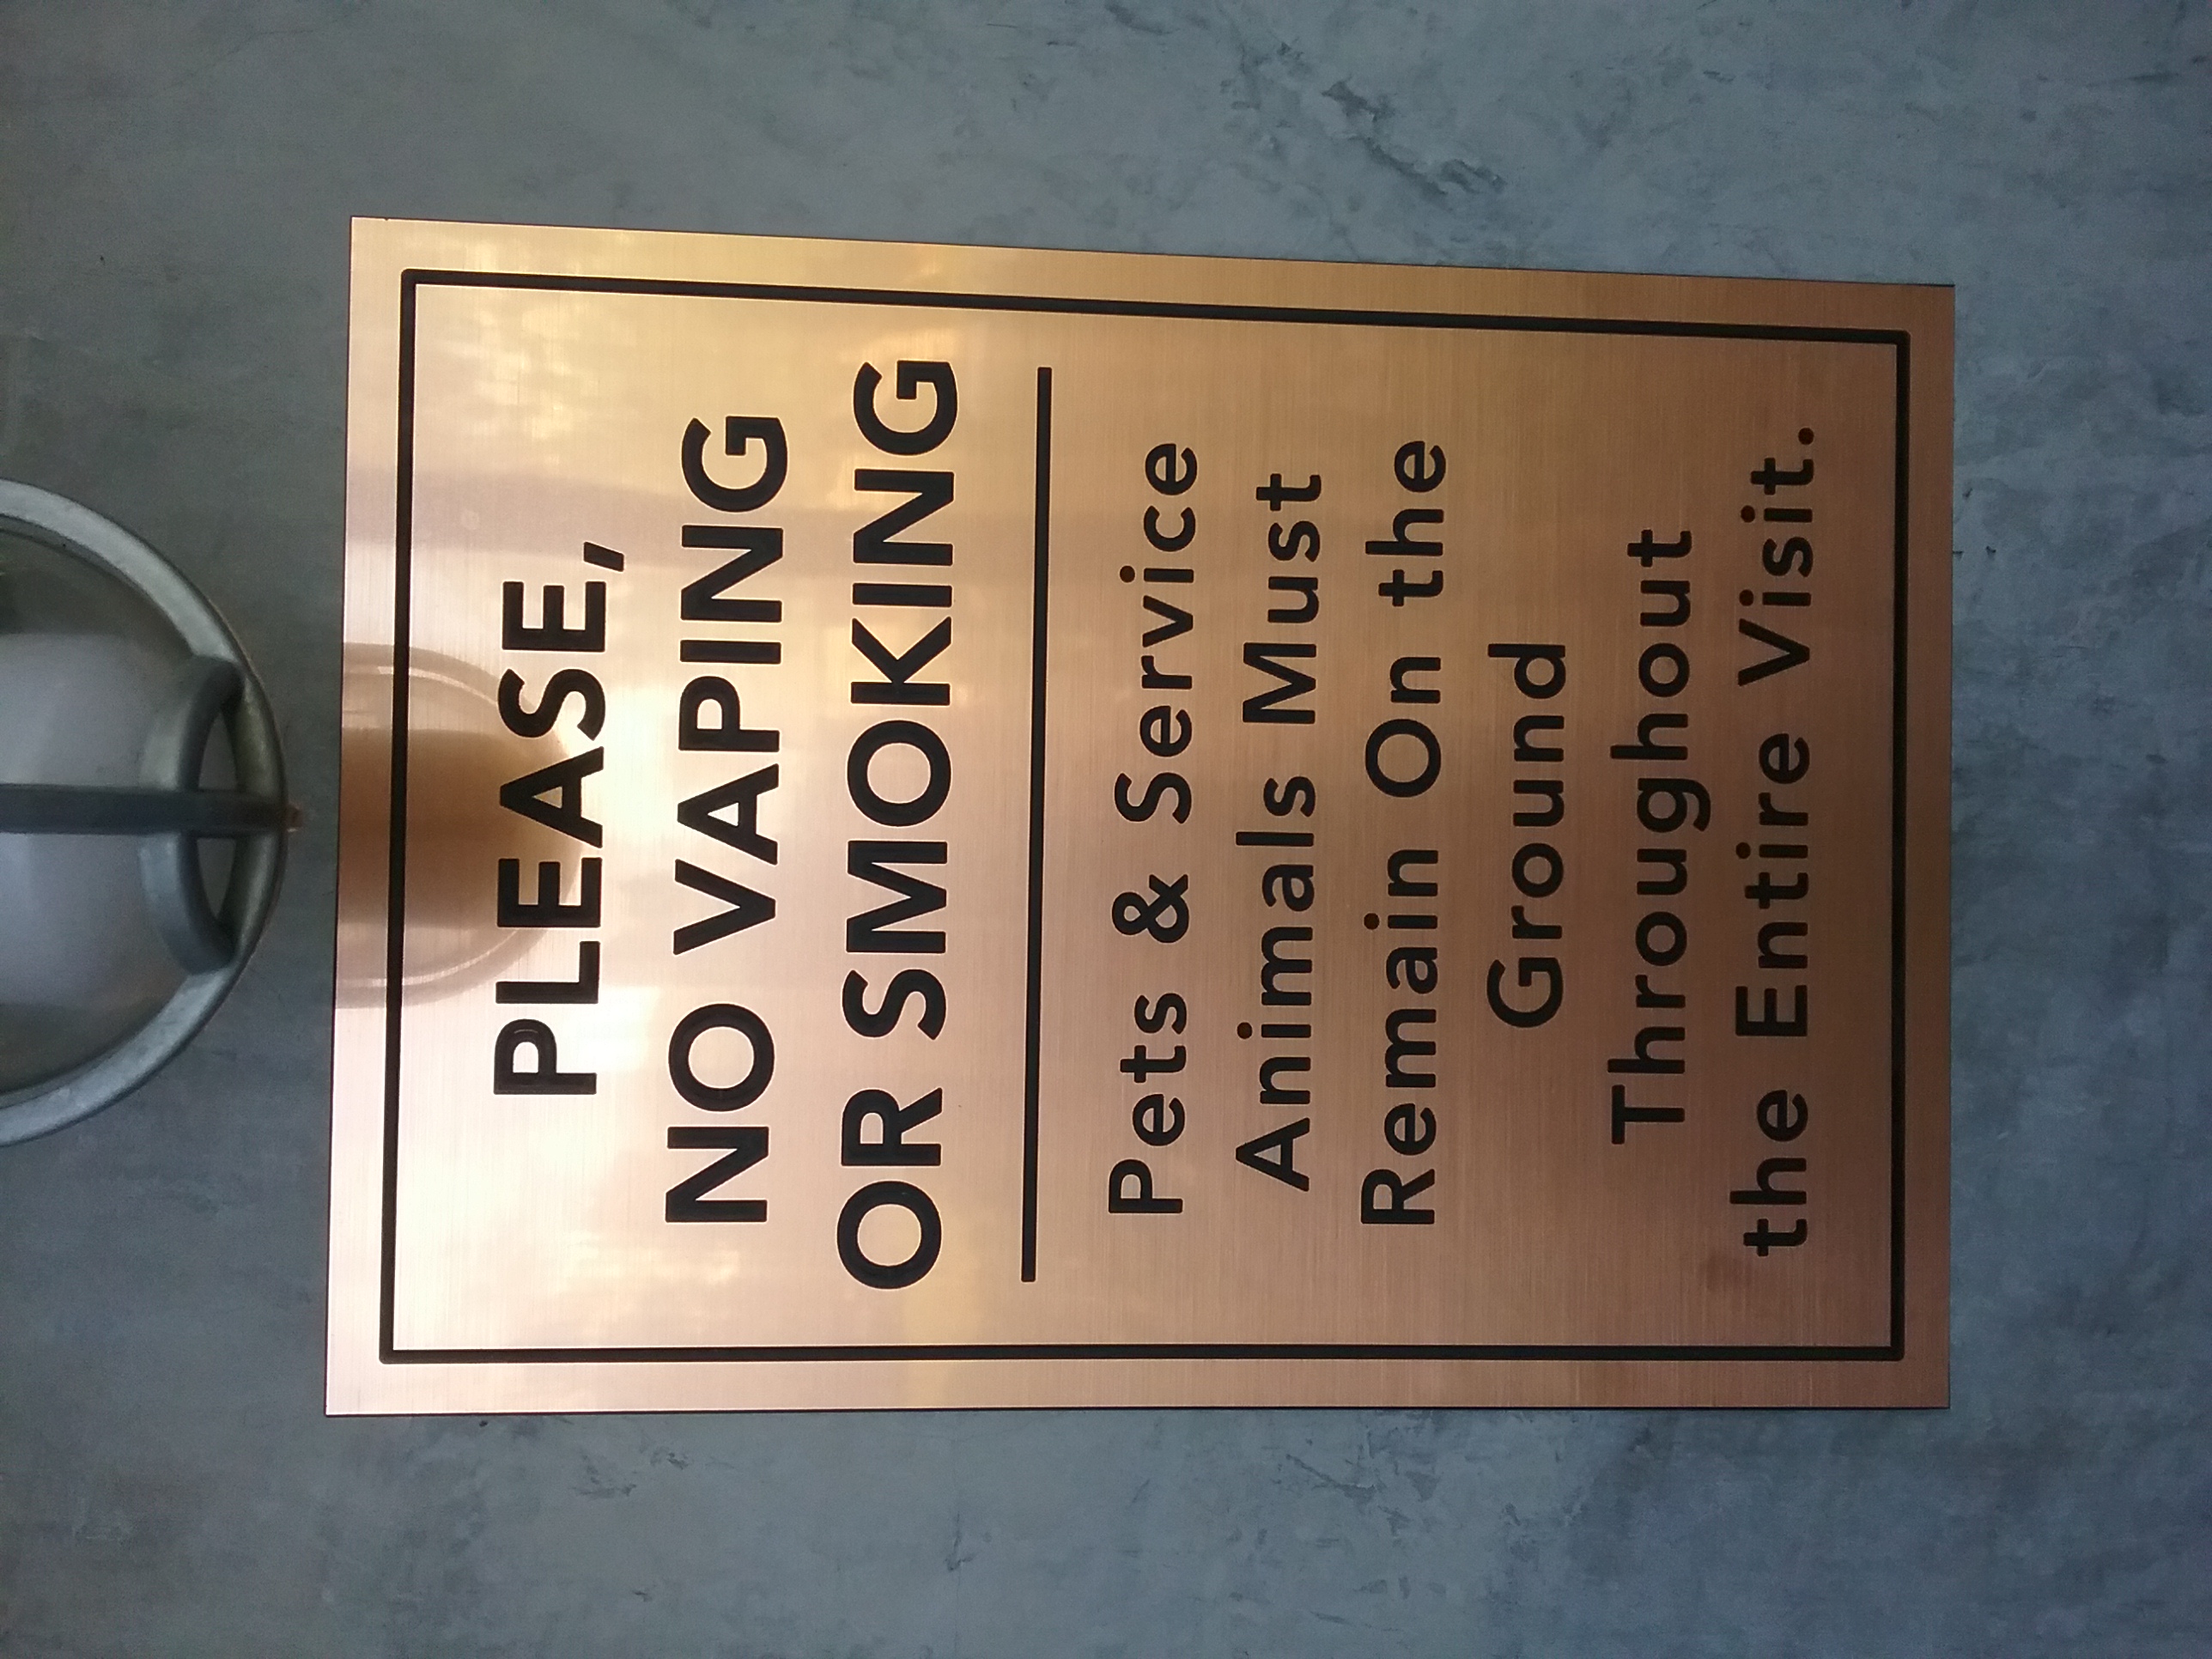 PLEASE,
NO VAPING
OR SMOKING
Pets & Service
Animals Must
Remain On the
Ground
Throughout
the Entire Visit.